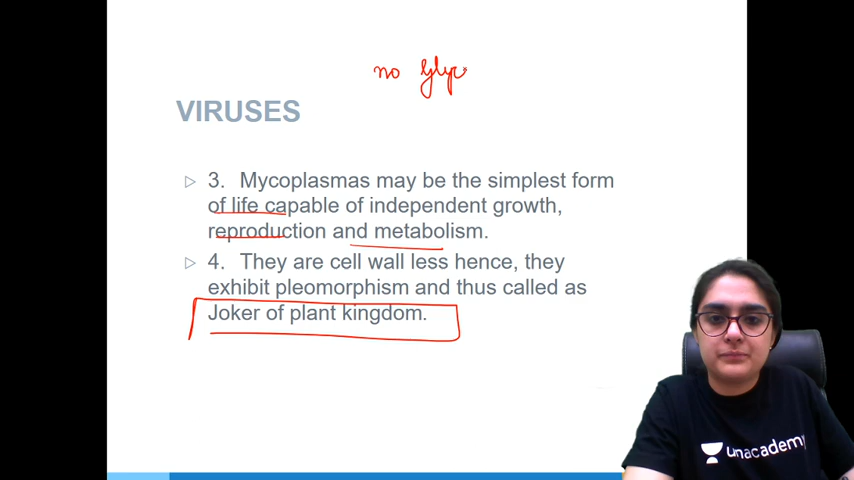 no Glyc
VIRUSES
3. Mycoplasmas may be the simplest form
of life capable of independent growth,
reproduction and metabolism.
4. They are cell wall less hence, they
exhibit pleomorphism and thus called as
Joker of plant kingdom.
unacademy